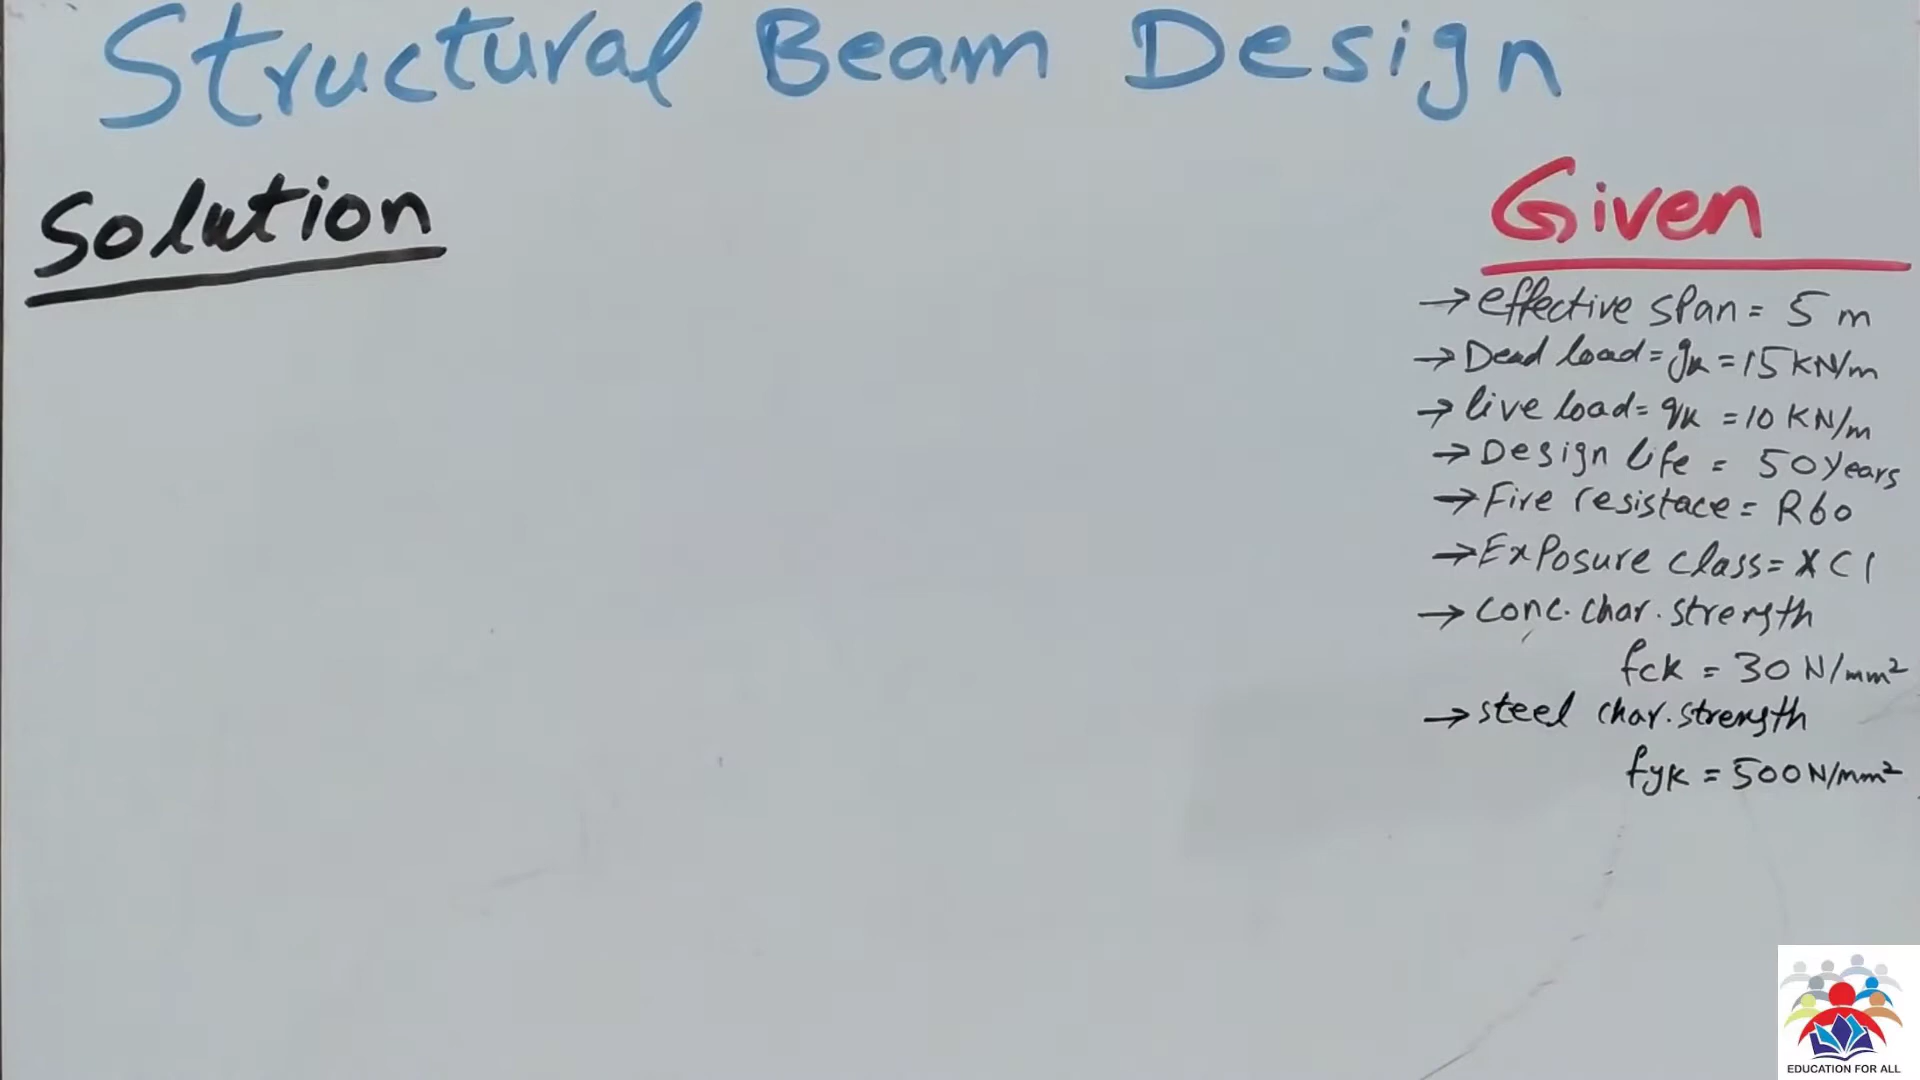 Structural Beam Design
Solution
Given
→ effective span = 5 m
→ Dead load = gk = 15 KN/m
→ live load = qk = 10 KN/m
→ Design life = 50 years
→ Fire resistace = R60
→ Exposure class = XC1
→ Conc. char. strength
fck = 30 N/mm²
→ steel char. strength
fyk = 500 N/mm²
EDUCATION FOR ALL